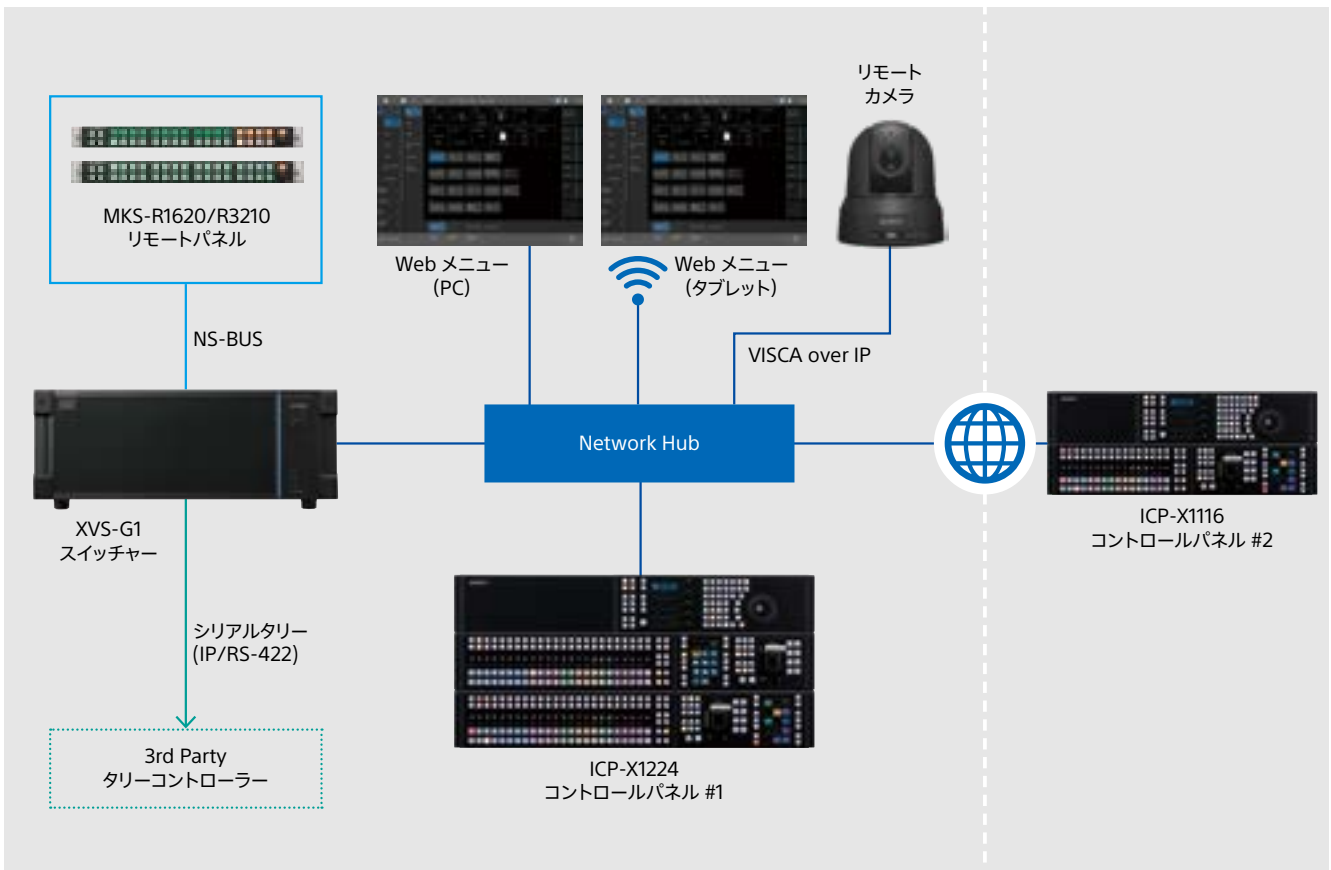 リモート
カメラ
MKS-R1620/R3210
リモートパネル
Web メニュー
(PC)
Web メニュー
(タブレット)
NS-BUS
VISCA over IP
Network Hub
XVS-G1
スイッチャー
ICP-X1116
コントロールパネル #2
シリアルタリー
(IP/RS-422)
3rd Party
タリーコントローラー
ICP-X1224
コントロールパネル #1